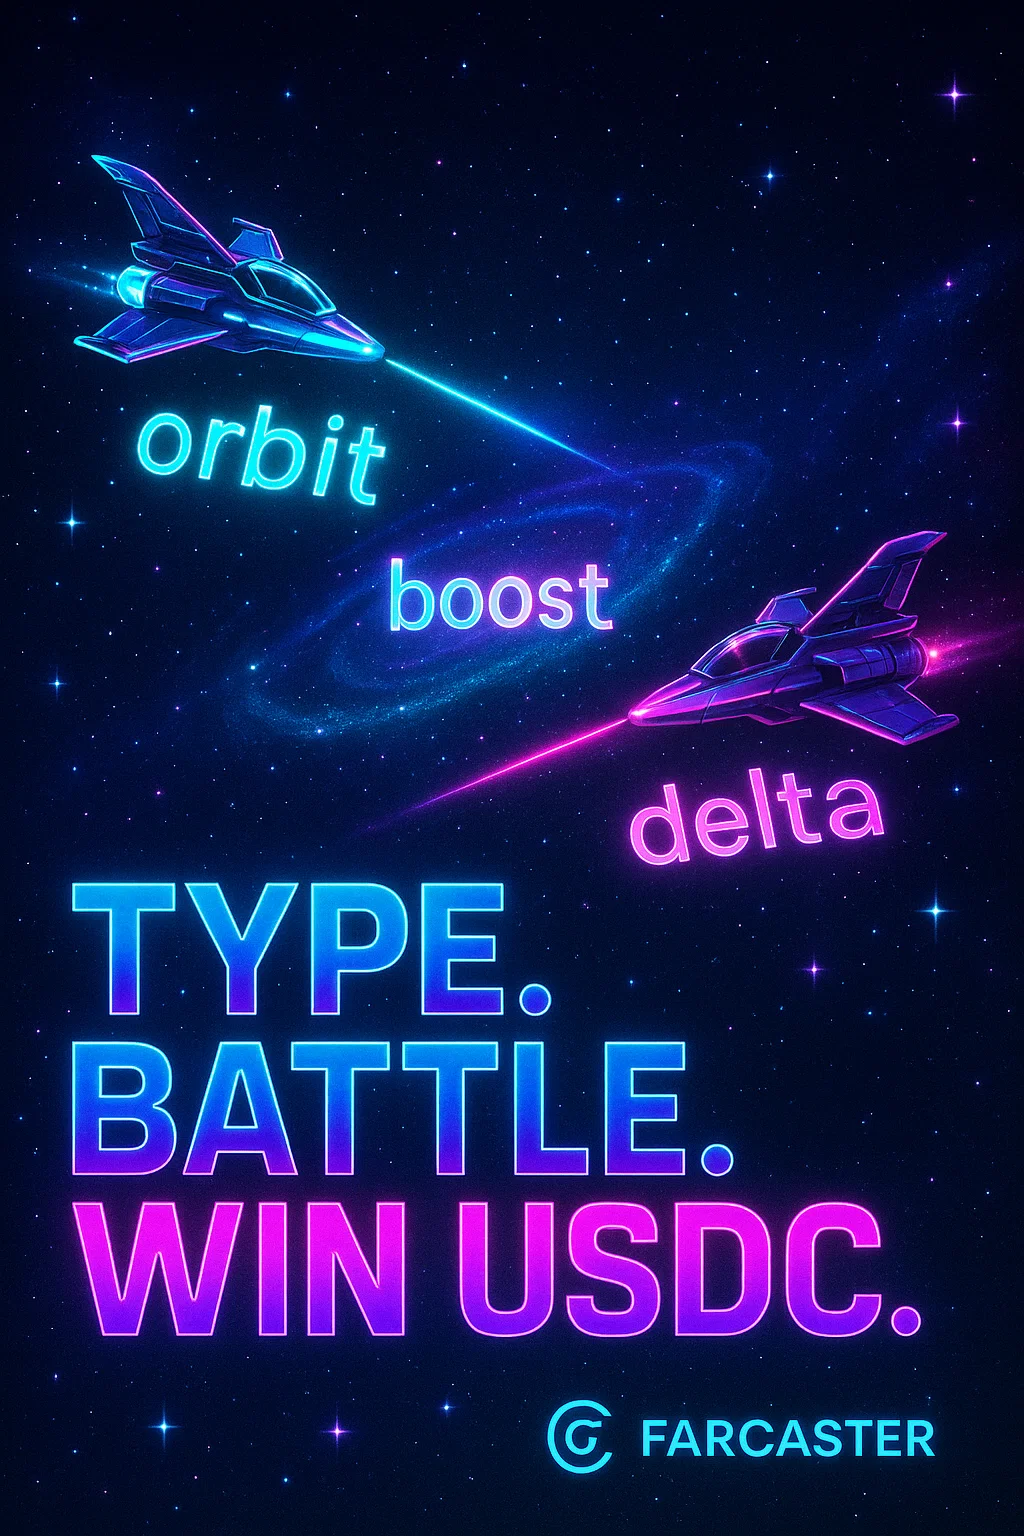 orbit
boost
delta
TYPE.
BATTLE.
WIN USDC.
FARCASTER